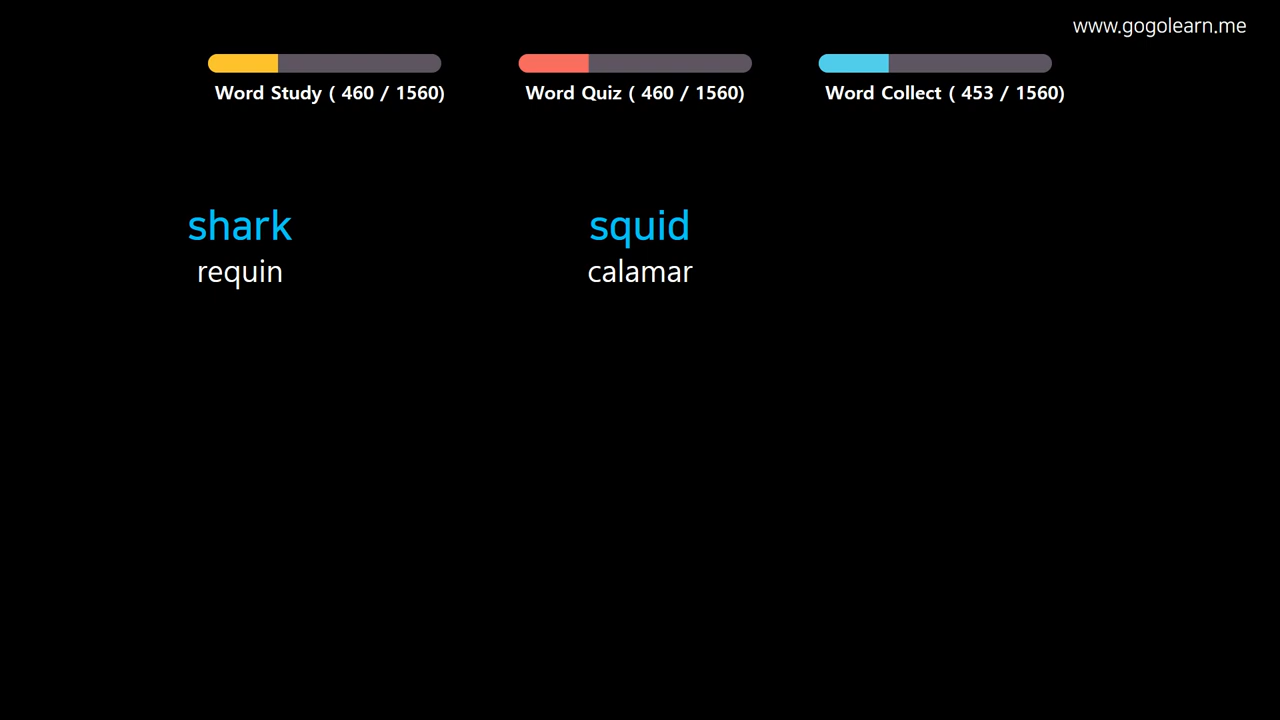 www.gogolearn.me
Word Study ( 460 / 1560)
Word Quiz ( 460 / 1560)
Word Collect ( 453 / 1560)
shark
requin
squid
calamar